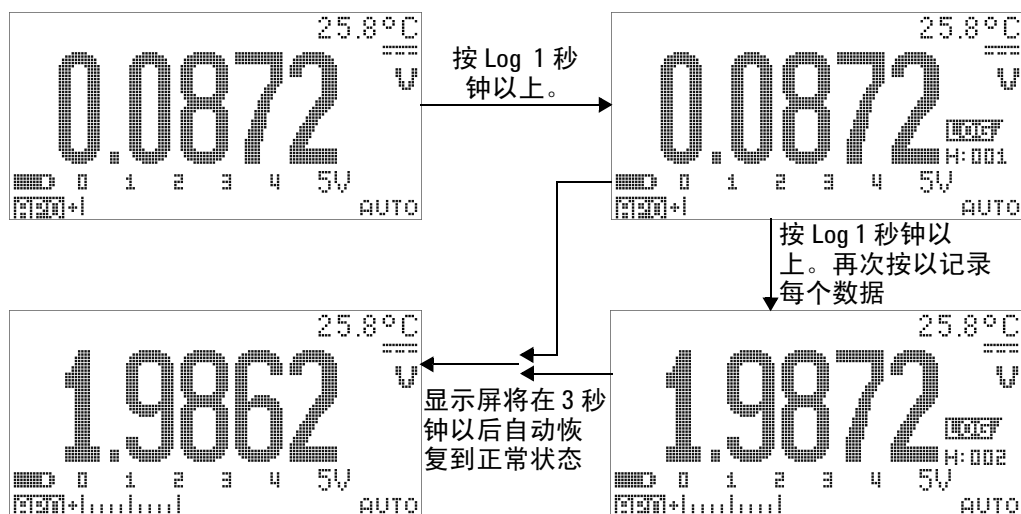 25.8°C
0.0872 V
0 1 2 3 4 5V
AUTO
按 Log 1 秒
钟以上。
25.8°C
0.0872 V
LOG
H:001
0 1 2 3 4 5V
AUTO
按 Log 1 秒钟以
上。再次按以记录
每个数据
25.8°C
1.9862 V
0 1 2 3 4 5V
AUTO
显示屏将在 3 秒
钟以后自动恢
复到正常状态
25.8°C
1.9872 V
LOG
H:002
0 1 2 3 4 5V
AUTO